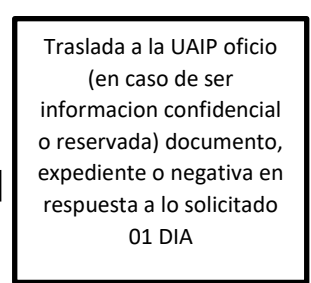 Traslada a la UAIP oficio
(en caso de ser
informacion confidencial
o reservada) documento,
expediente o negativa en
respuesta a lo solicitado
01 DIA